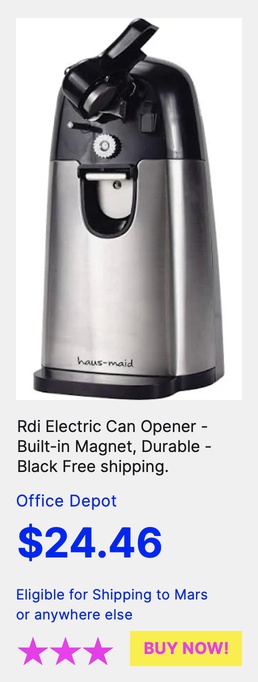 haus-maid
Rdi Electric Can Opener -
Built-in Magnet, Durable -
Black Free shipping.
Office Depot
$24.46
Eligible for Shipping to Mars
or anywhere else
BUY NOW!